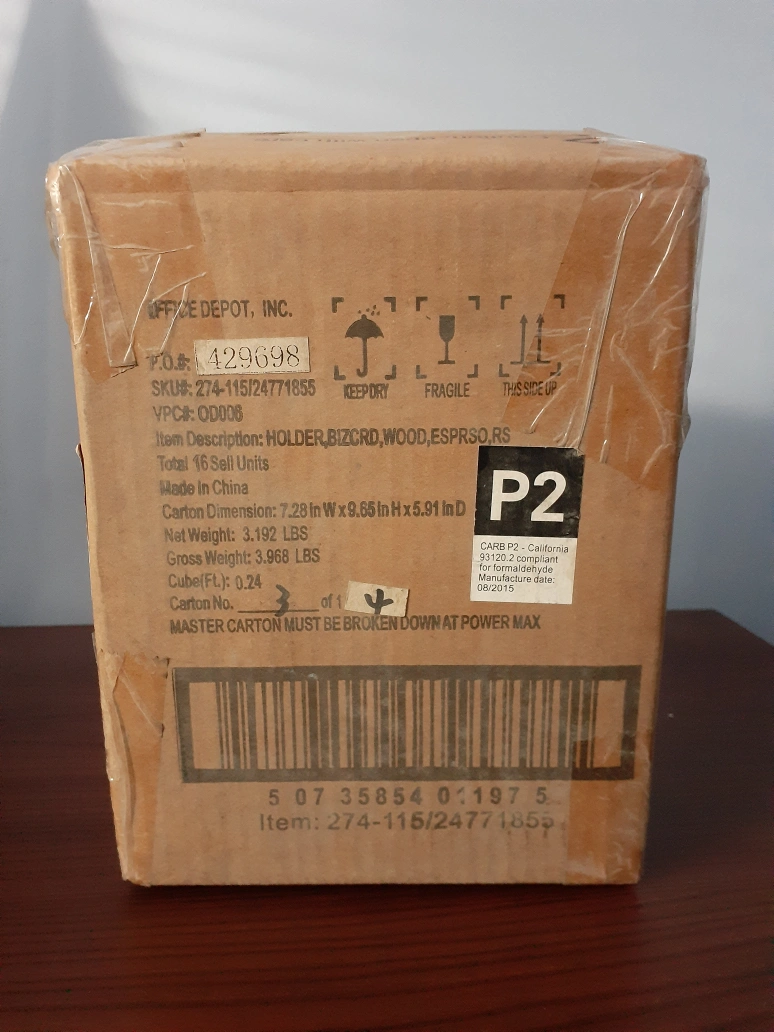 OFFICE DEPOT, INC.
P.O.#: 429698
SKU#: 274-115/24771855
VPC#: OD006
Item Description: HOLDER,BIZCRD,WOOD,ESPRSO,RS
Total 16 Sell Units
Made In China
Carton Dimension: 7.28 in W x 9.65 in H x 5.91 in D
Net Weight: 3.192 LBS
Gross Weight: 3.968 LBS
Cube(Ft.): 0.24
Carton No. 3 of 1 4
MASTER CARTON MUST BE BROKEN DOWN AT POWER MAX
KEEP DRY
FRAGILE
THIS SIDE UP
P2
CARB P2 - California
93120.2 compliant
for formaldehyde
Manufacture date:
08/2015
5 07 35854 01197 5
Item: 274-115/24771855